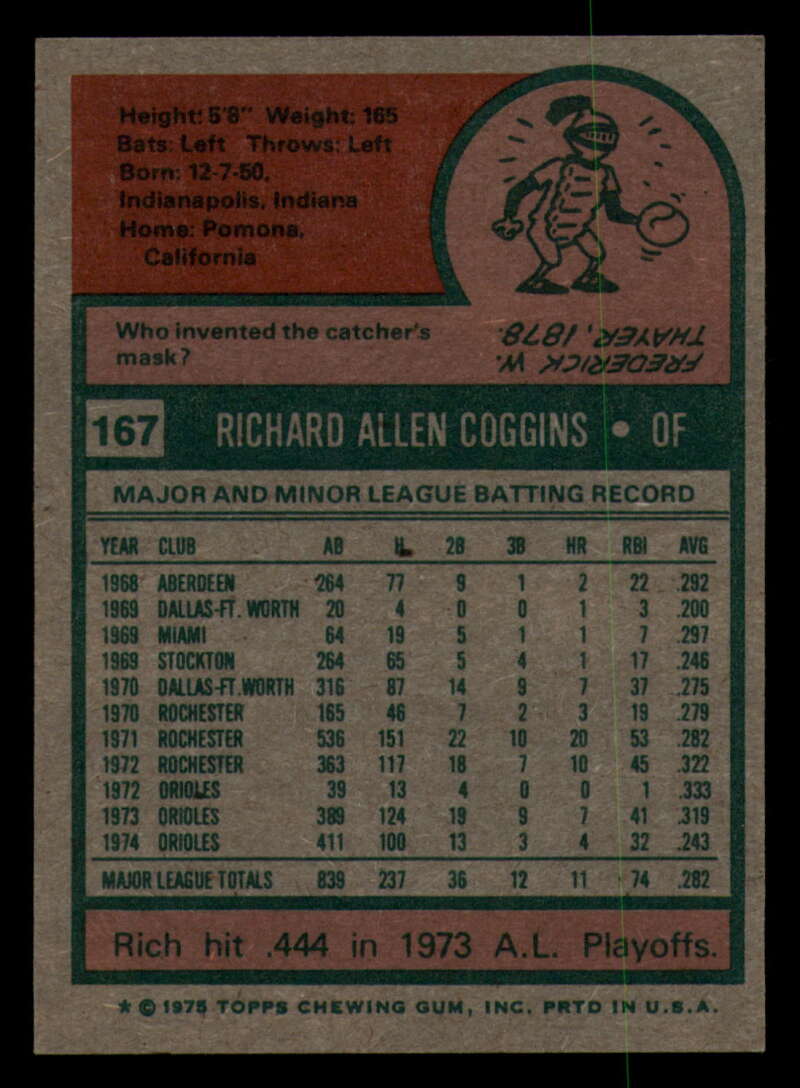 Height: 5'8" Weight: 165
Bats: Left Throws: Left
Born: 12-7-50,
Indianapolis, Indiana
Home: Pomona,
California
Who invented the catcher's
mask?
FREDERICK W.
THAYER, 1878.
167 RICHARD ALLEN COGGINS • OF
MAJOR AND MINOR LEAGUE BATTING RECORD
YEAR CLUB AB H 2B 3B HR RBI AVG
1968 ABERDEEN 264 77 9 1 2 22 .292
1969 DALLAS-FT. WORTH 20 4 0 0 1 3 .200
1969 MIAMI 64 19 5 1 1 7 .297
1969 STOCKTON 264 65 5 4 1 17 .246
1970 DALLAS-FT.WORTH 316 87 14 9 7 37 .275
1970 ROCHESTER 165 46 7 2 3 19 .279
1971 ROCHESTER 536 151 22 10 20 53 .282
1972 ROCHESTER 363 117 18 7 10 45 .322
1972 ORIOLES 39 13 4 0 0 1 .333
1973 ORIOLES 389 124 19 9 7 41 .319
1974 ORIOLES 411 100 13 3 4 32 .243
MAJOR LEAGUE TOTALS 839 237 36 12 11 74 .282
Rich hit .444 in 1973 A.L. Playoffs.
* © 1975 TOPPS CHEWING GUM, INC. PRTD IN U.S.A.